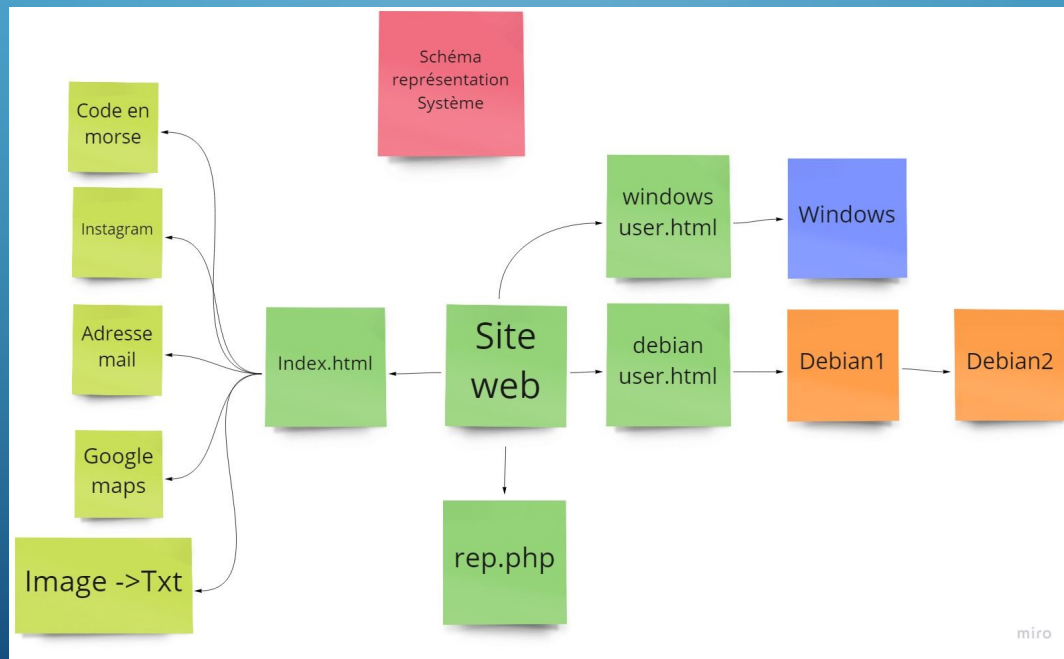 Schéma
représentation
Système
Code en
morse
Instagram
Adresse
mail
Google
maps
Image ->Txt
Index.html
Site
web
rep.php
windows
user.html
Windows
debian
user.html
Debian1
Debian2
miro